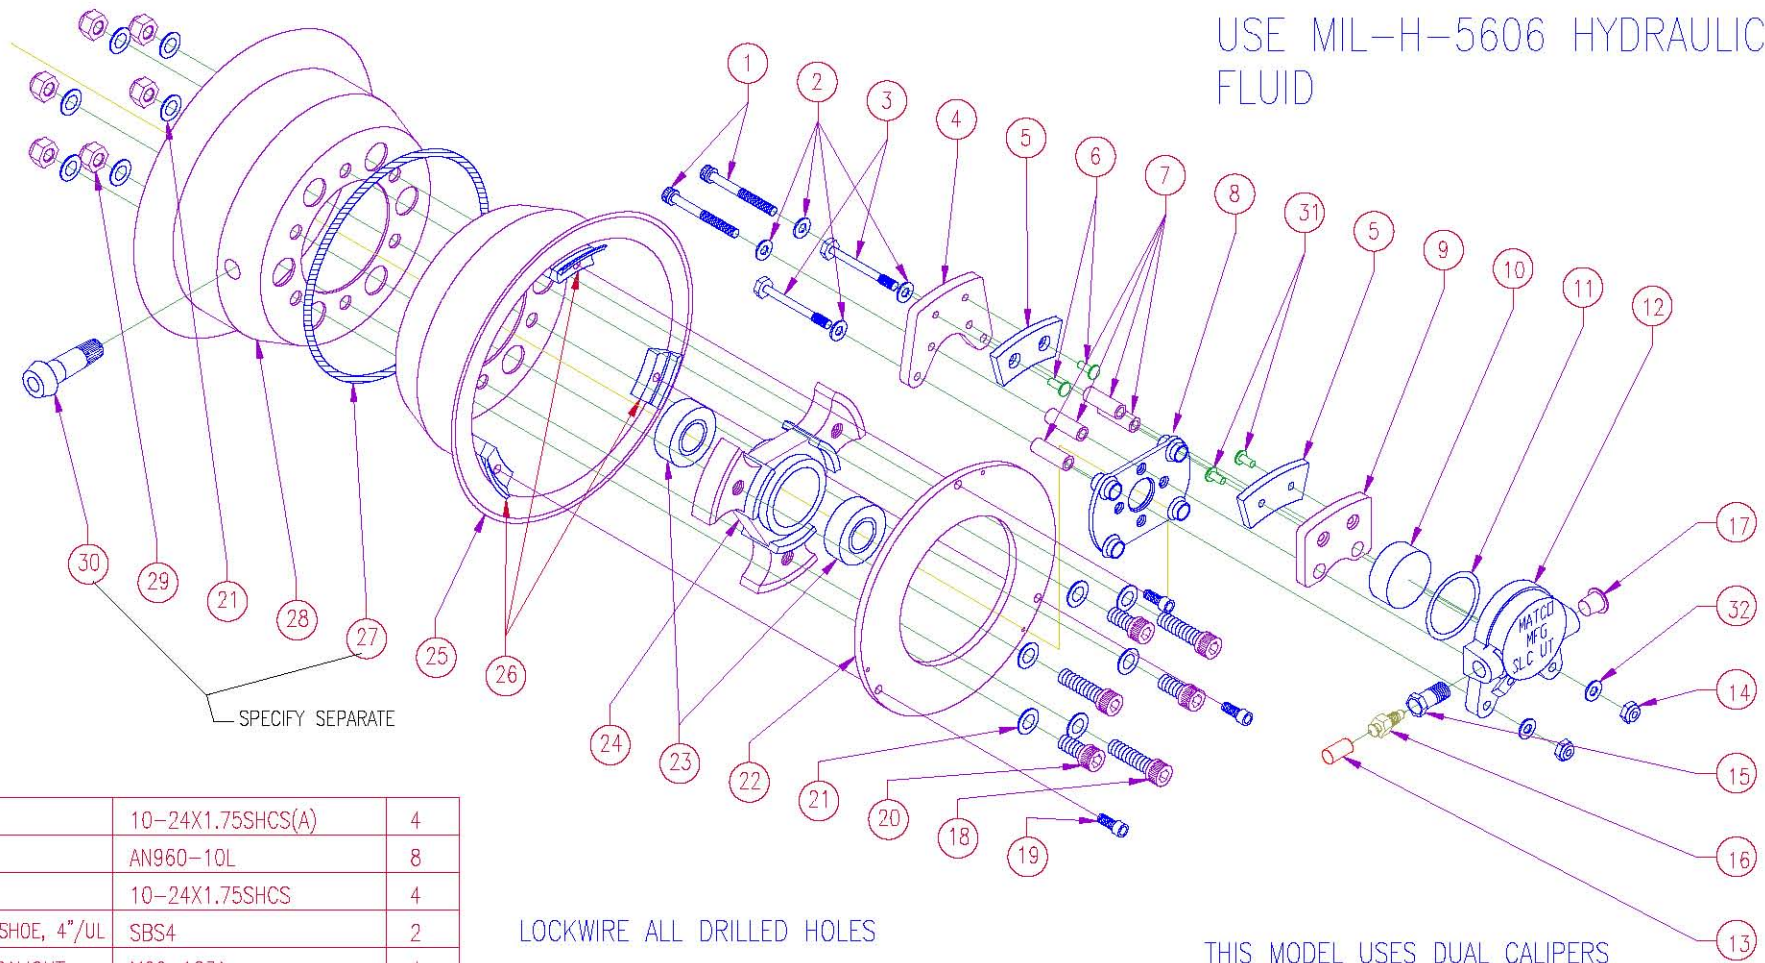 USE MIL-H-5606 HYDRAULIC
FLUID
1
2
3
4
5
6
7
8
31
5
9
10
11
12
17
32
14
15
16
13
MATCO
MFG
SLC UT
30
29
21
28
27
25
26
24
23
22
21
20
18
19
SPECIFY SEPARATE
10-24X1.75SHCS(A) 4
AN960-10L 8
10-24X1.75SHCS 4
SHOE, 4"/UL SBS4 2
LOCKWIRE ALL DRILLED HOLES
THIS MODEL USES DUAL CALIPERS